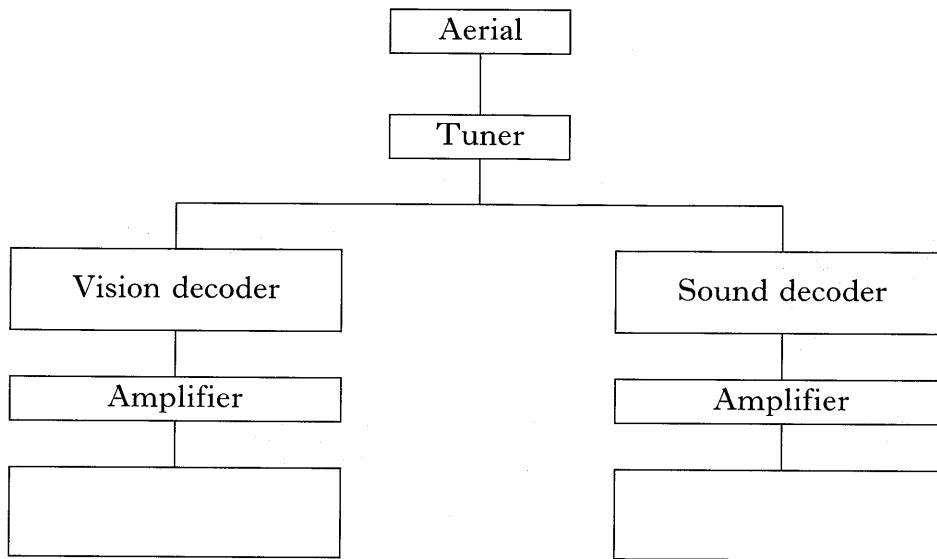 Aerial
Tuner
Vision decoder
Sound decoder
Amplifier
Amplifier